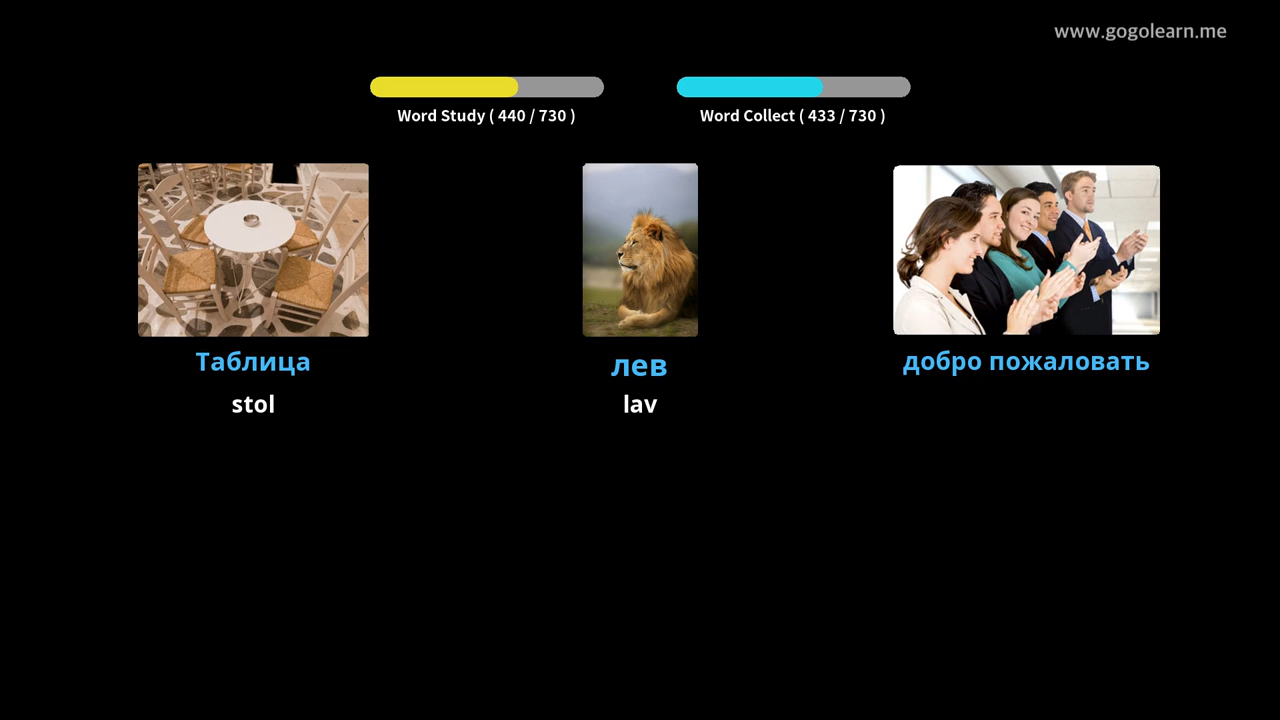 www.gogolearn.me
Word Study ( 440 / 730 )
Word Collect ( 433 / 730 )
Таблица
лев
добро пожаловать
stol
lav